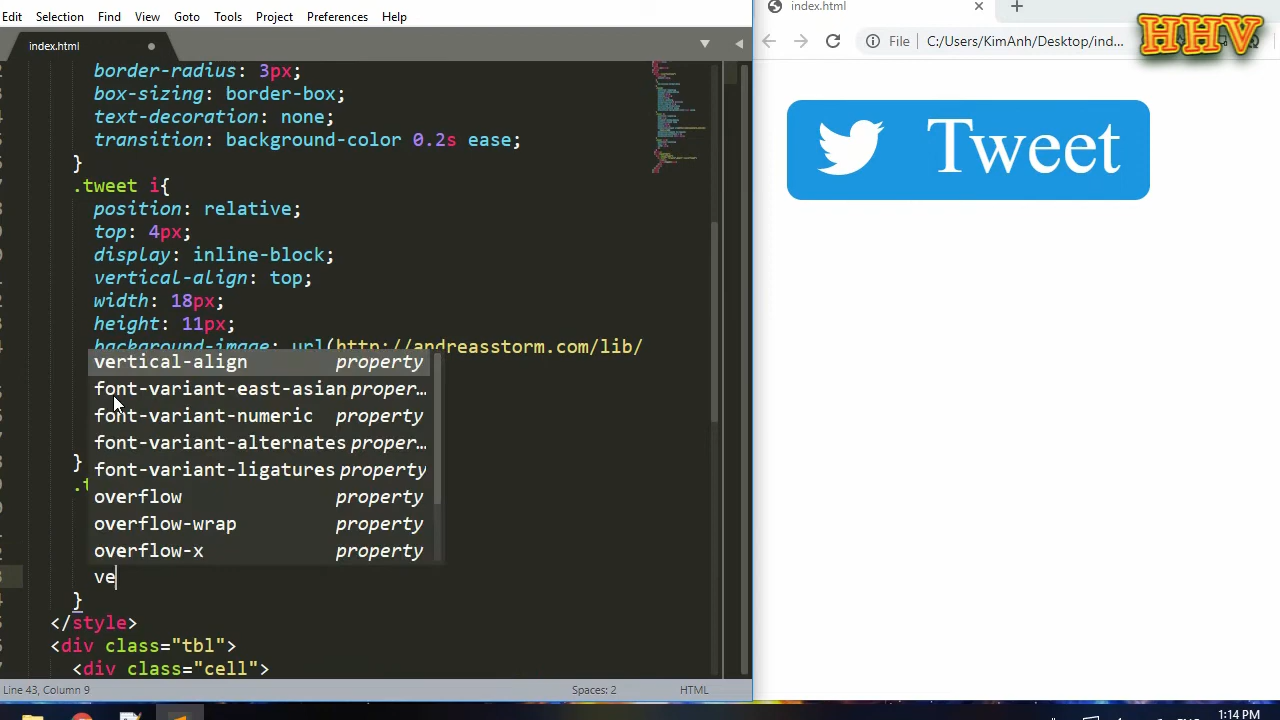 Edit Selection Find View Goto Tools Project Preferences Help
index.html
border-radius: 3px;
box-sizing: border-box;
text-decoration: none;
transition: background-color 0.2s ease;
}
.tweet i{
position: relative;
top: 4px;
display: inline-block;
vertical-align: top;
width: 18px;
height: 11px;
background-image: url(http://andreasstorm.com/lib/
vertical-align property
font-variant-east-asian proper…
font-variant-numeric property
font-variant-alternates proper…
font-variant-ligatures property
overflow property
overflow-wrap property
overflow-x property
}
.t
ve
}
</style>
<div class="tbl">
<div class="cell">
Line 43, Column 9 Spaces: 2 HTML
index.html
File C:/Users/KimAnh/Desktop/ind...
HHV
Tweet
1:14 PM